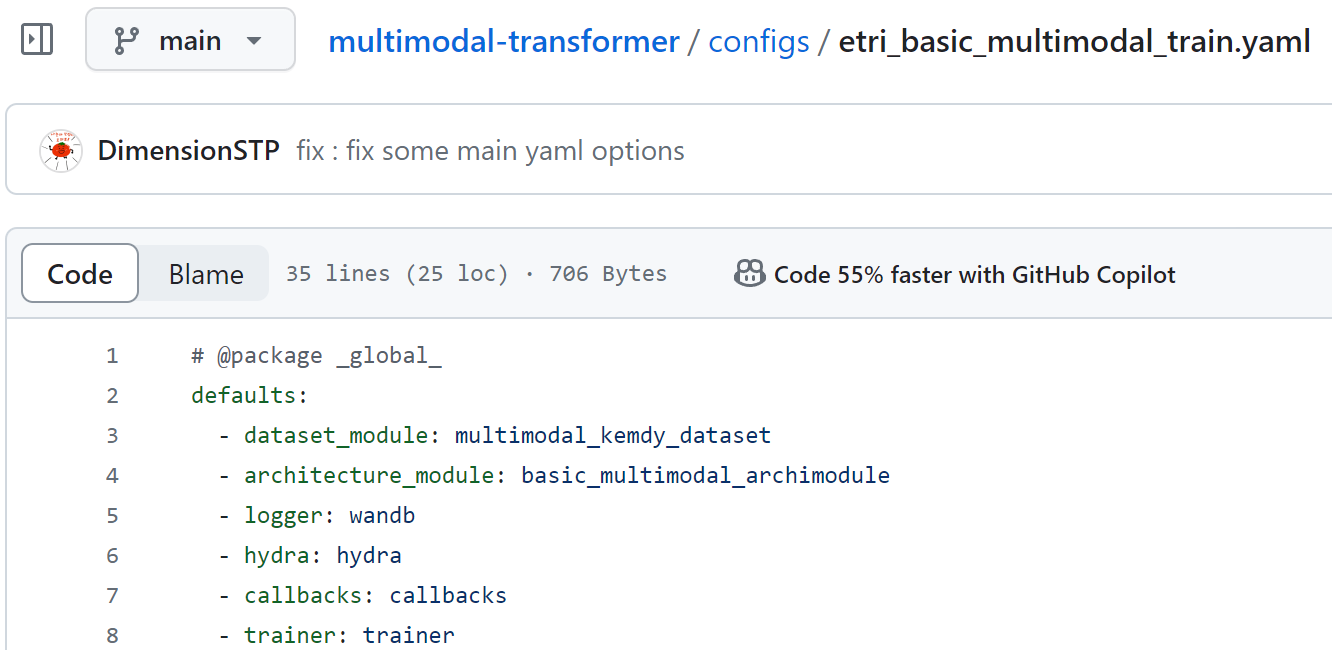 main
multimodal-transformer / configs / etri_basic_multimodal_train.yaml
DimensionSTP fix : fix some main yaml options
Code Blame 35 lines (25 loc) · 706 Bytes Code 55% faster with GitHub Copilot
1 # @package _global_
2 defaults:
3 - dataset_module: multimodal_kemdy_dataset
4 - architecture_module: basic_multimodal_archimodule
5 - logger: wandb
6 - hydra: hydra
7 - callbacks: callbacks
8 - trainer: trainer